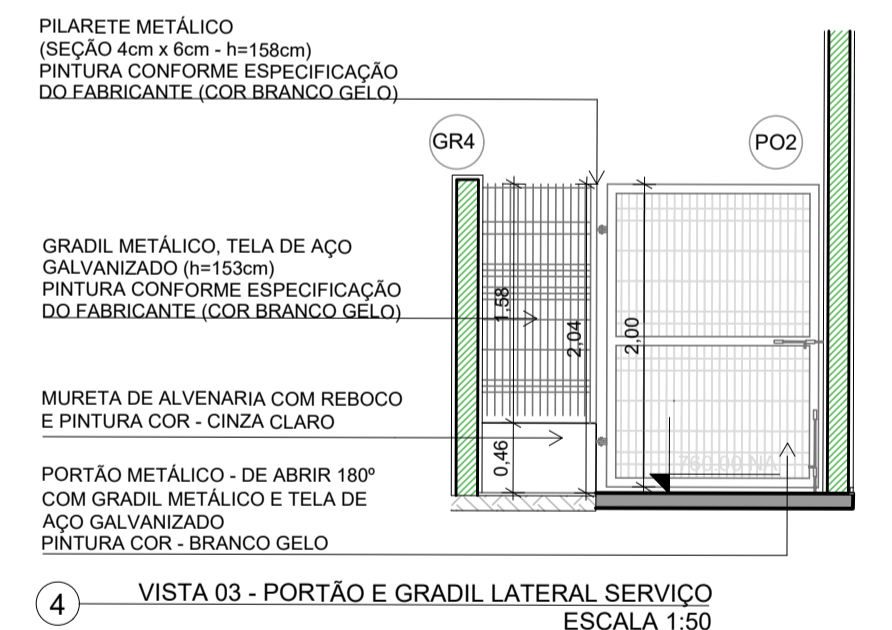 PILARETE METÁLICO
(SEÇÃO 4cm x 6cm - h=158cm)
PINTURA CONFORME ESPECIFICAÇÃO
DO FABRICANTE (COR BRANCO GELO)
GR4
PO2
GRADIL METÁLICO, TELA DE AÇO
GALVANIZADO (h=153cm)
PINTURA CONFORME ESPECIFICAÇÃO
DO FABRICANTE (COR BRANCO GELO)
1,58
2,04
2,00
MURETA DE ALVENARIA COM REBOCO
E PINTURA COR - CINZA CLARO
0,46
760.00 NA
PORTÃO METÁLICO - DE ABRIR 180º
COM GRADIL METÁLICO E TELA DE
AÇO GALVANIZADO
PINTURA COR - BRANCO GELO
4
VISTA 03 - PORTÃO E GRADIL LATERAL SERVIÇO
ESCALA 1:50